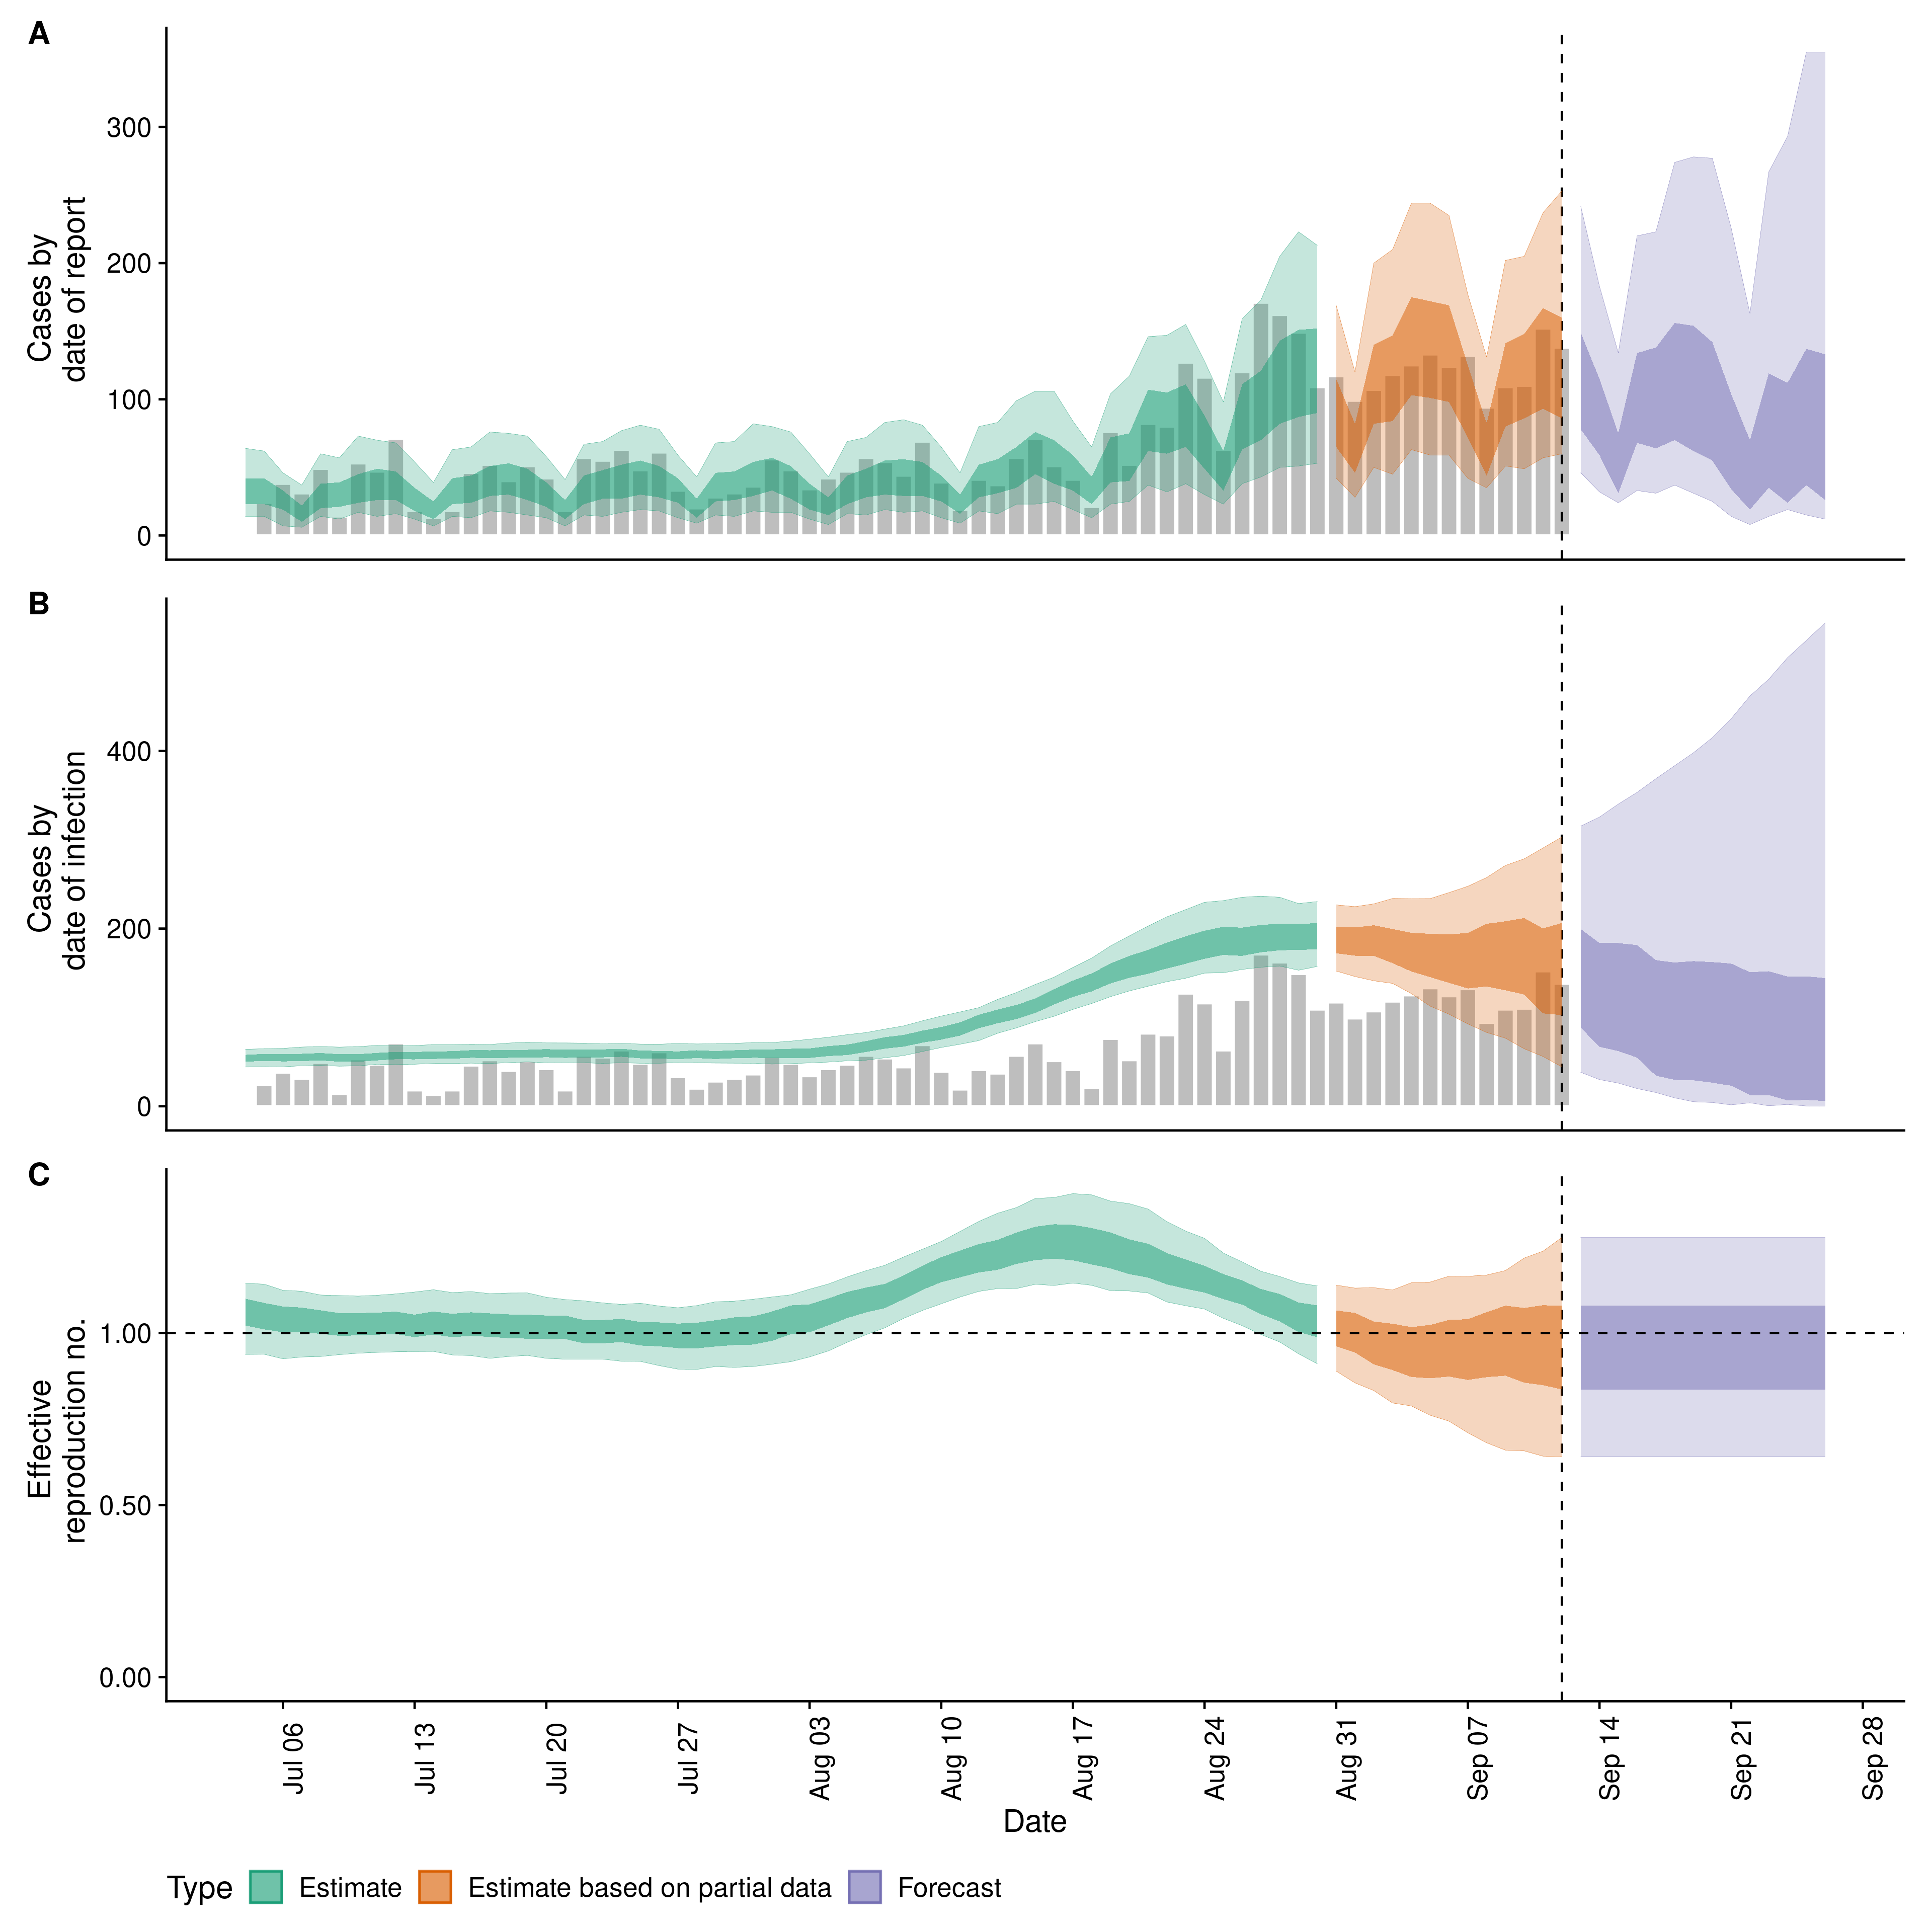 A
Cases by
date of report
300
200
100
0
B
Cases by
date of infection
400
200
0
C
Effective
reproduction no.
1.00
0.50
0.00
Jul 06
Jul 13
Jul 20
Jul 27
Aug 03
Aug 10
Aug 17
Aug 24
Aug 31
Sep 07
Sep 14
Sep 21
Sep 28
Date
Type Estimate Estimate based on partial data Forecast